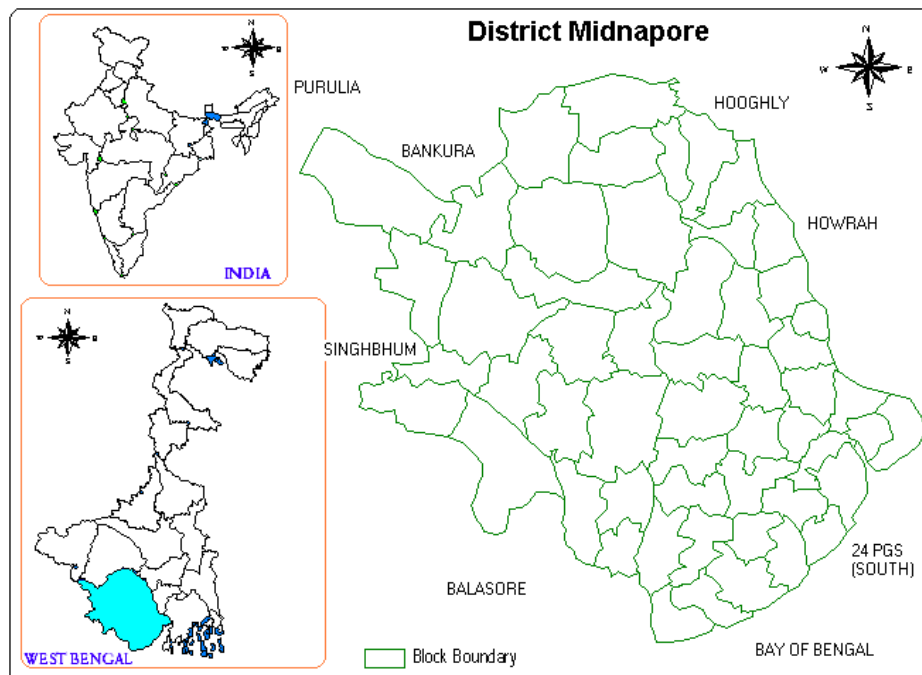 District Midnapore
N
W
E
S
INDIA
N
W
E
S
PURULIA
HOOGHLY
BANKURA
HOWRAH
SINGHBHUM
24 PGS
(SOUTH)
BALASORE
BAY OF BENGAL
Block Boundary
N
W
E
S
WEST BENGAL